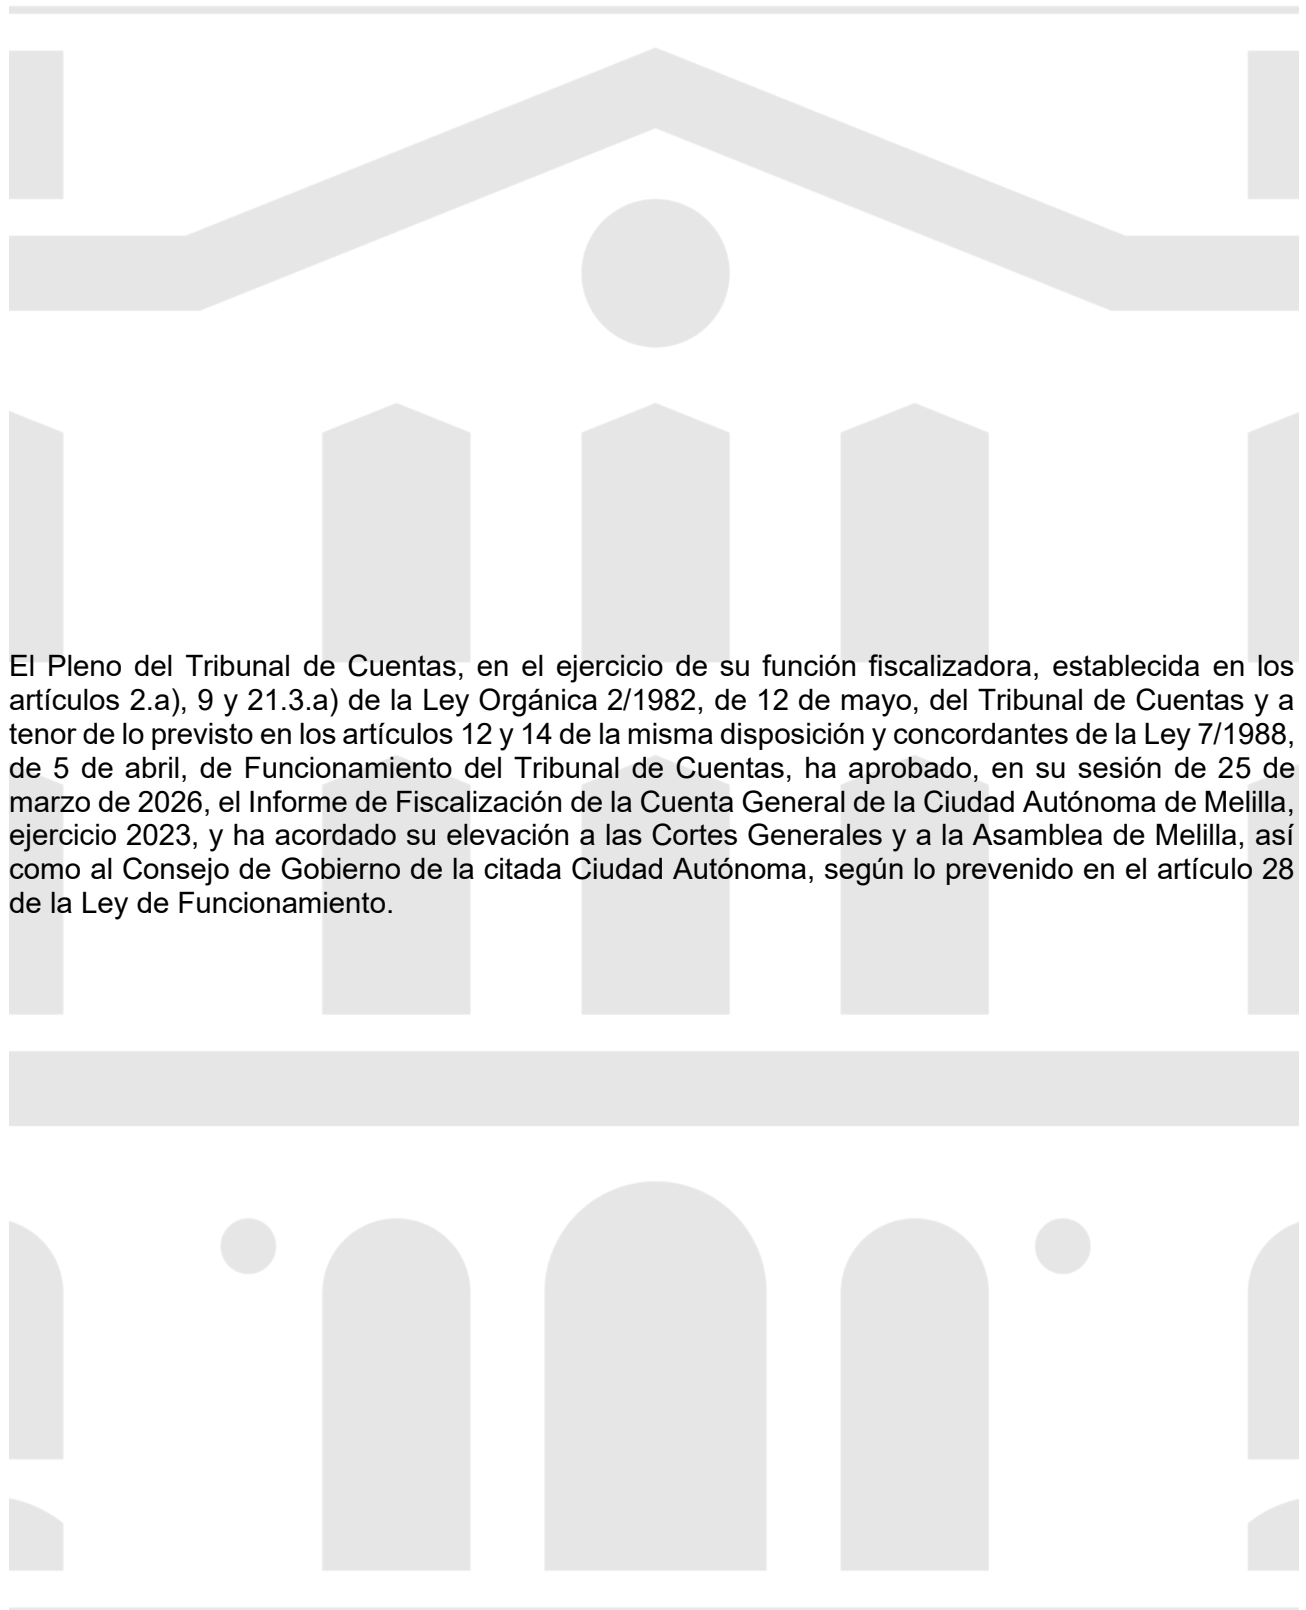 El Pleno del Tribunal de Cuentas, en el ejercicio de su función fiscalizadora, establecida en los
artículos 2.a), 9 y 21.3.a) de la Ley Orgánica 2/1982, de 12 de mayo, del Tribunal de Cuentas y a
tenor de lo previsto en los artículos 12 y 14 de la misma disposición y concordantes de la Ley 7/1988,
de 5 de abril, de Funcionamiento del Tribunal de Cuentas, ha aprobado, en su sesión de 25 de
marzo de 2026, el Informe de Fiscalización de la Cuenta General de la Ciudad Autónoma de Melilla,
ejercicio 2023, y ha acordado su elevación a las Cortes Generales y a la Asamblea de Melilla, así
como al Consejo de Gobierno de la citada Ciudad Autónoma, según lo prevenido en el artículo 28
de la Ley de Funcionamiento.